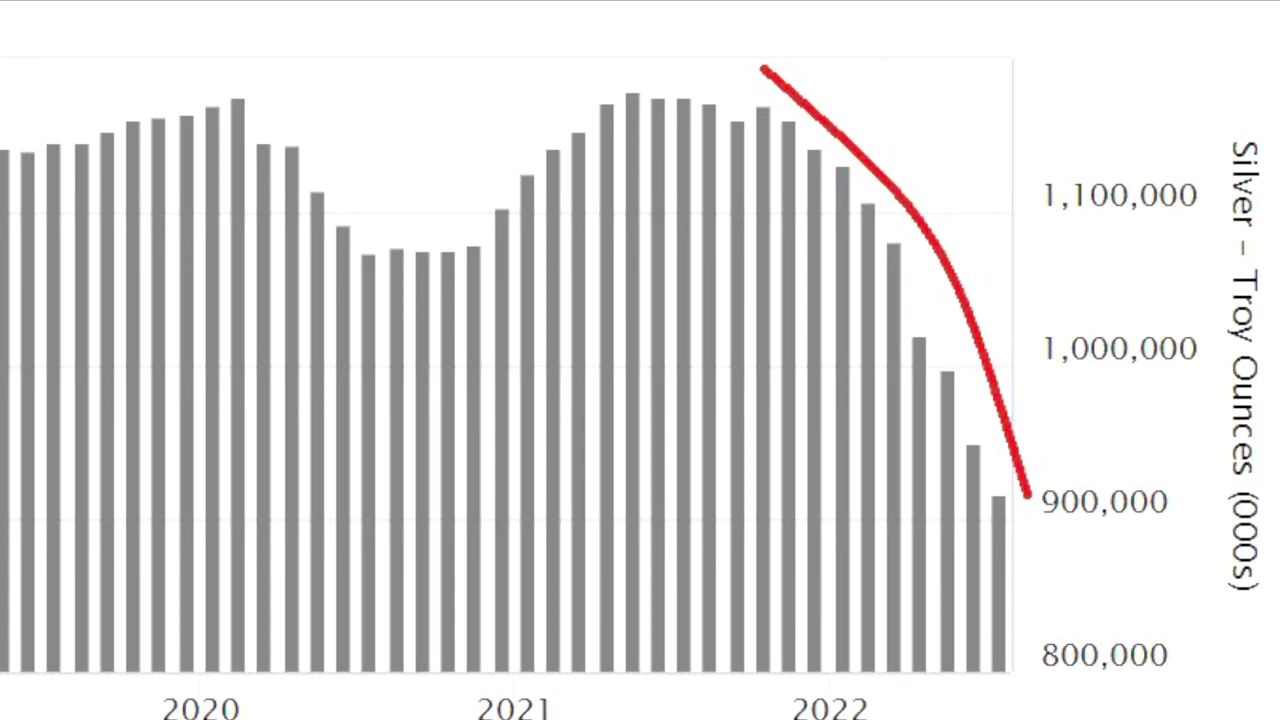 1,100,000
1,000,000
900,000
800,000
Silver – Troy Ounces (000s)
2020 2021 2022